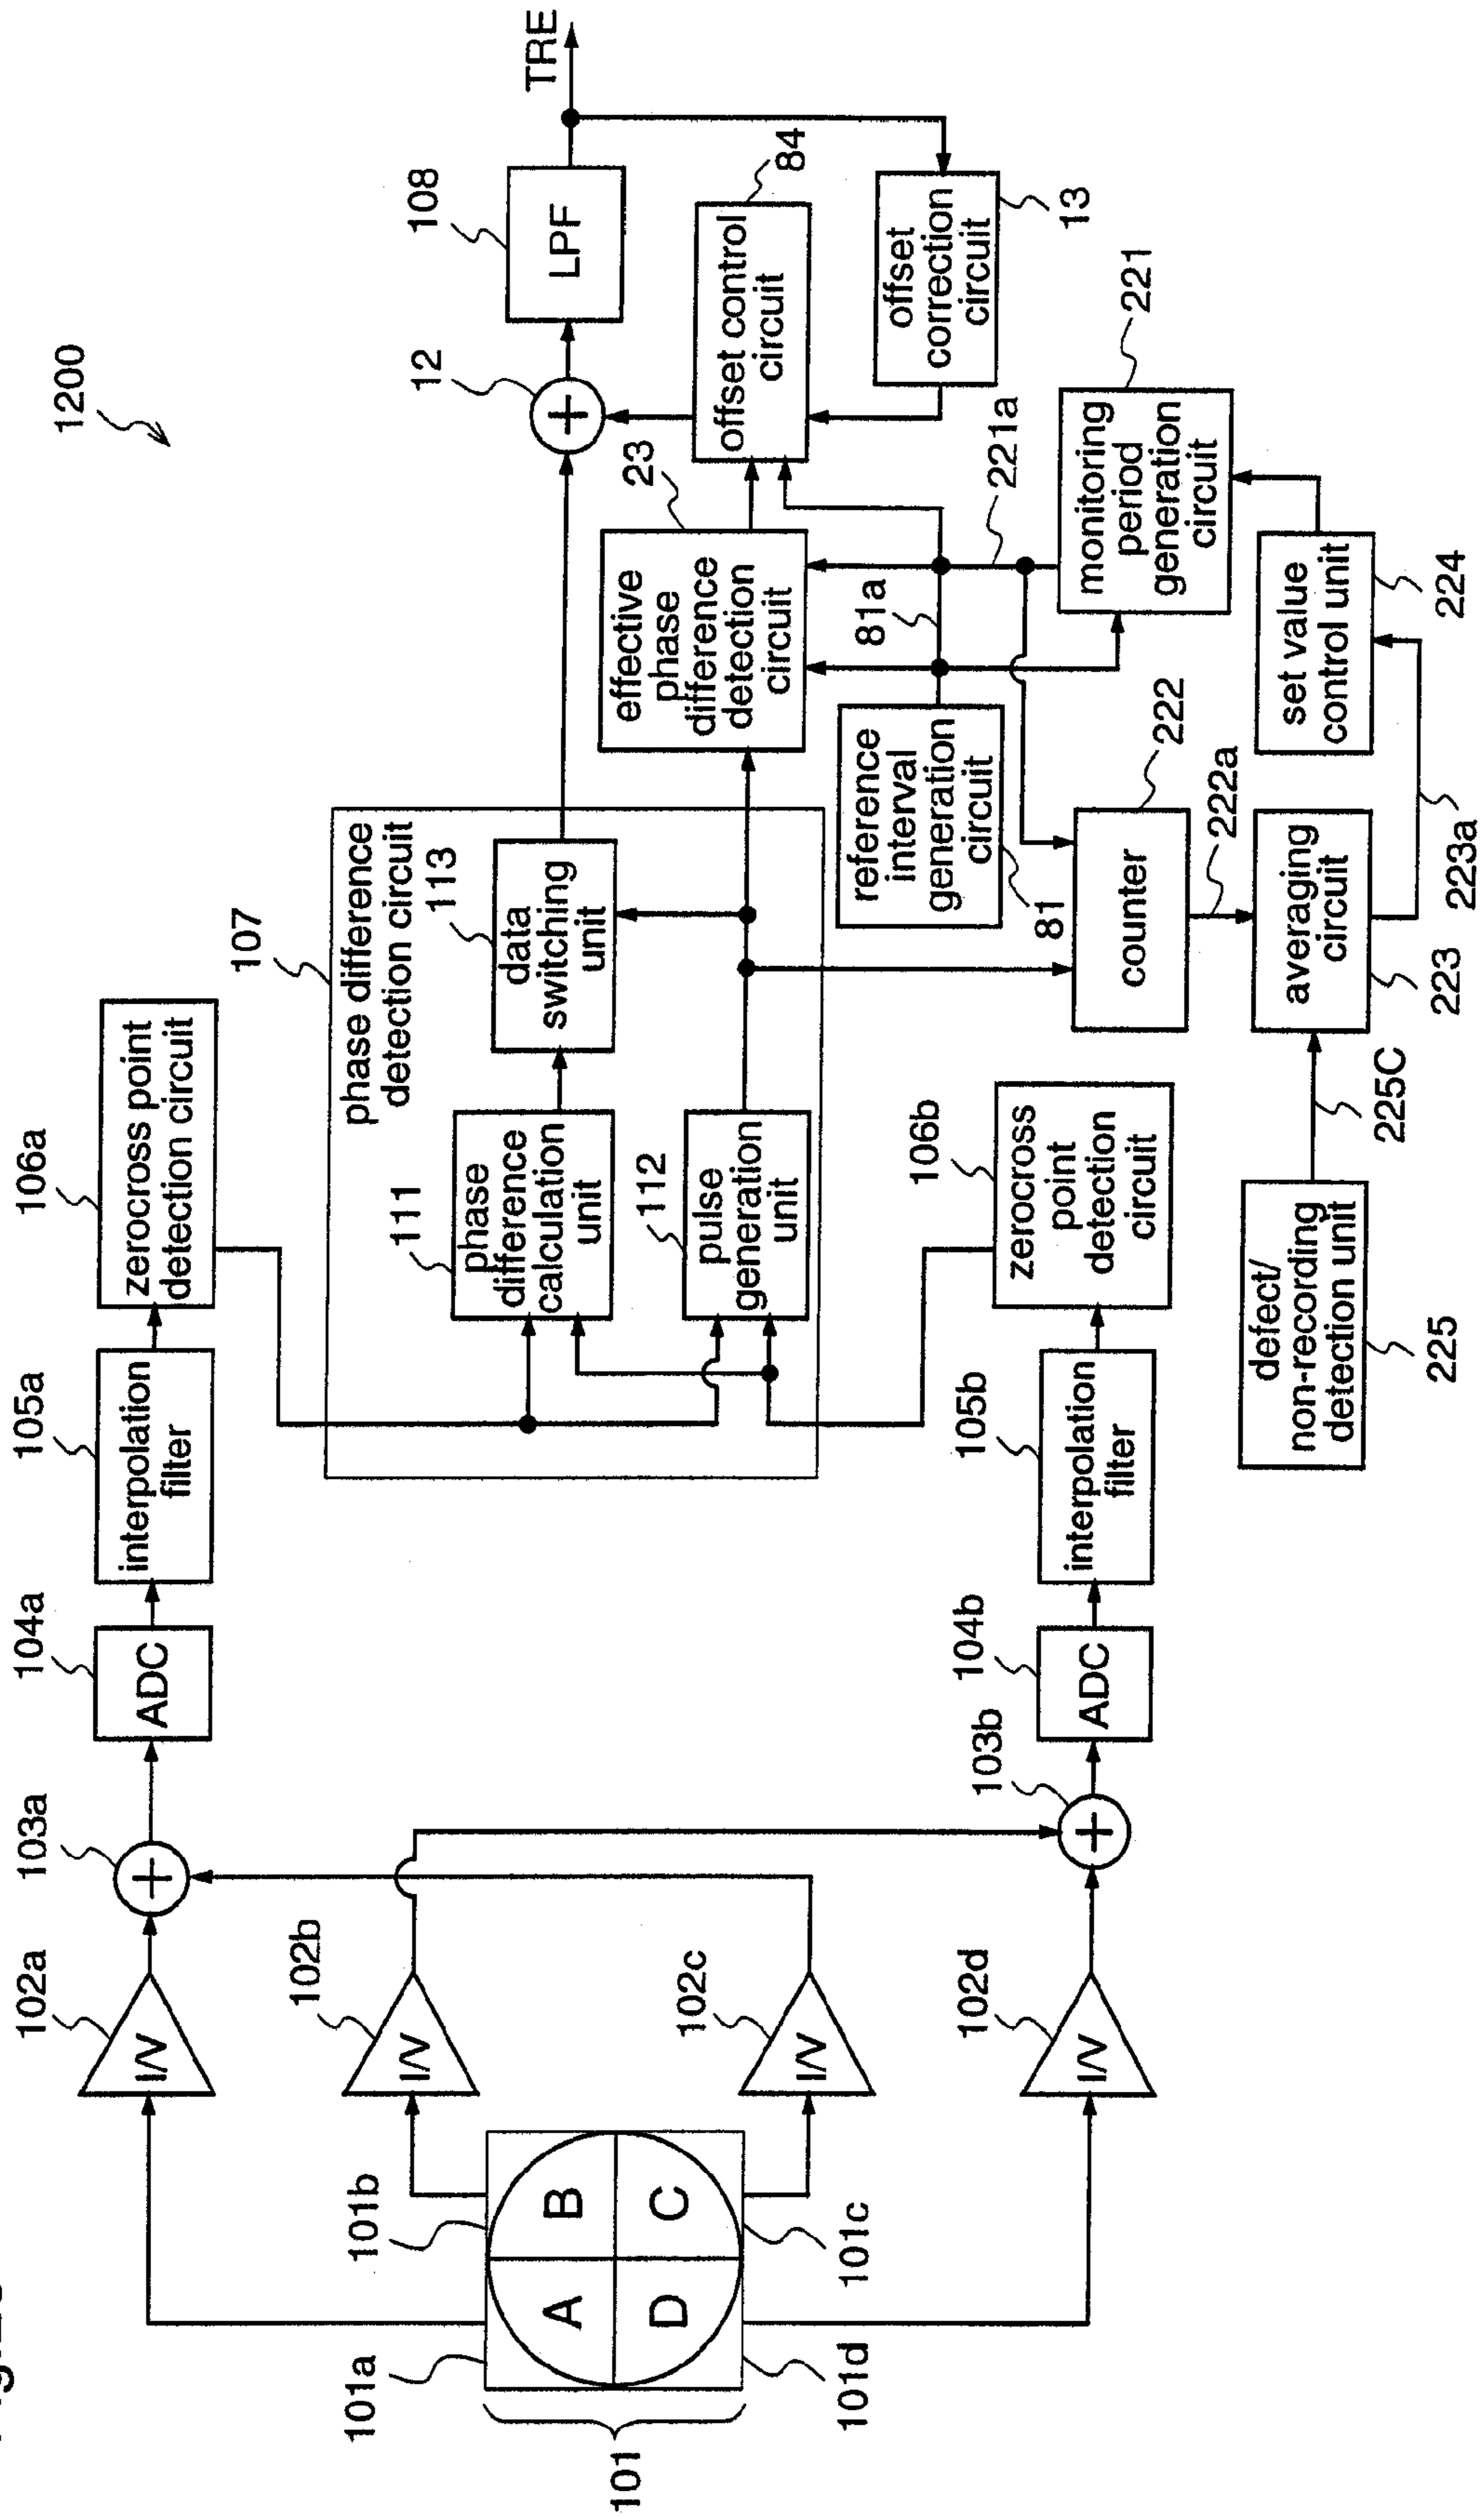 1200
106a
zerocross point
detection circuit
105a
interpolation
filter
104a
ADC
103a
+
102a
I/V
102b
I/V
102c
I/V
102d
I/V
101b
101a
A
B
D
C
101c
101d
101
103b
+
104b
ADC
105b
interpolation
filter
106b
zerocross
point
detection
circuit
107
phase difference
detection circuit
111
phase
difference
calculation
unit
112
pulse
generation
unit
113
data
switching
unit
12
+
108
LPF
TRE
23
effective
phase
difference
detection
circuit
84
offset control
circuit
13
offset
correction
circuit
81
reference
interval
generation
circuit
81a
221a
221
monitoring
period
generation
circuit
222
counter
222a
223
averaging
circuit
223a
224
set value
control unit
225
defect/
non-recording
detection unit
225C